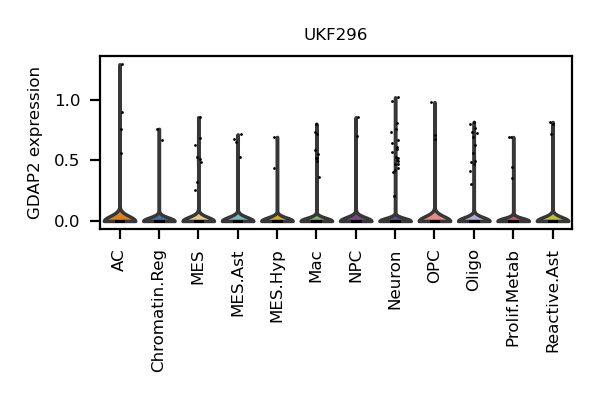 UKF296
GDAP2 expression
1.0
0.5
0.0
AC
Chromatin.Reg
MES
MES.Ast
MES.Hyp
Mac
NPC
Neuron
OPC
Oligo
Prolif.Metab
Reactive.Ast